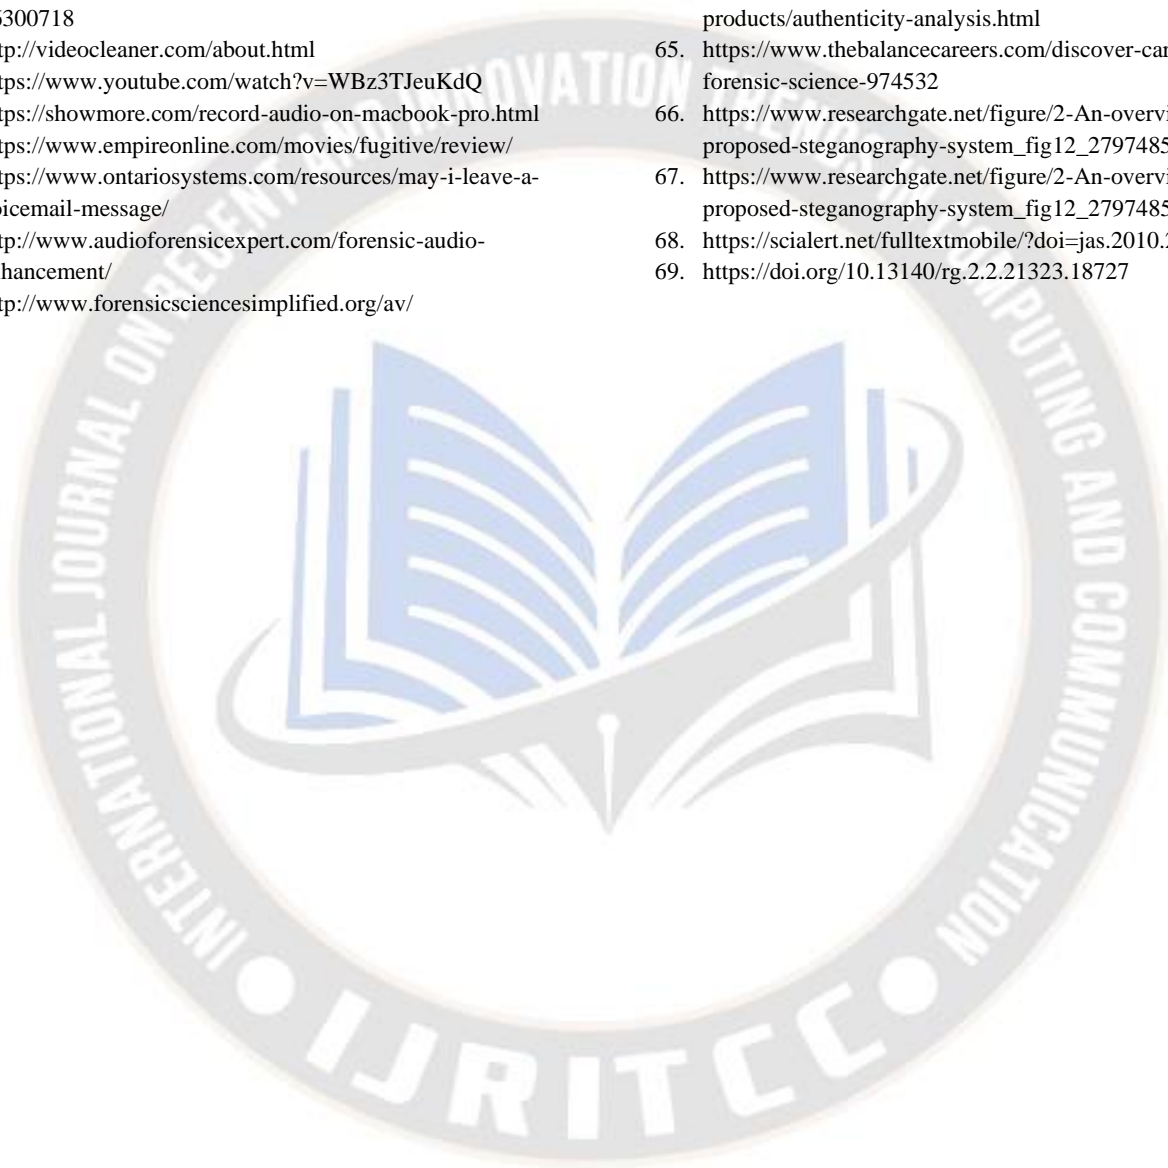 300718
tp://videocleaner.com/about.html
tps://www.youtube.com/watch?v=WBz3TJeuKdQ
tps://showmore.com/record-audio-on-macbook-pro.html
tps://www.empireonline.com/movies/fugitive/review/
tps://www.ontariosystems.com/resources/may-i-leave-a-
icemail-message/
tp://www.audioforensicexpert.com/forensic-audio-
hancement/
tp://www.forensicsciencesimplified.org/av/
products/authenticity-analysis.html
65. https://www.thebalancecareers.com/discover-car
forensic-science-974532
66. https://www.researchgate.net/figure/2-An-overvi
proposed-steganography-system_fig12_2797485
67. https://www.researchgate.net/figure/2-An-overvi
proposed-steganography-system_fig12_2797485
68. https://scialert.net/fulltextmobile/?doi=jas.2010.2
69. https://doi.org/10.13140/rg.2.2.21323.18727
INTERNATIONAL JOURNAL ON RECENT AND INNOVATION TRENDS IN COMPUTING AND COMMUNICATION
IJRITCC